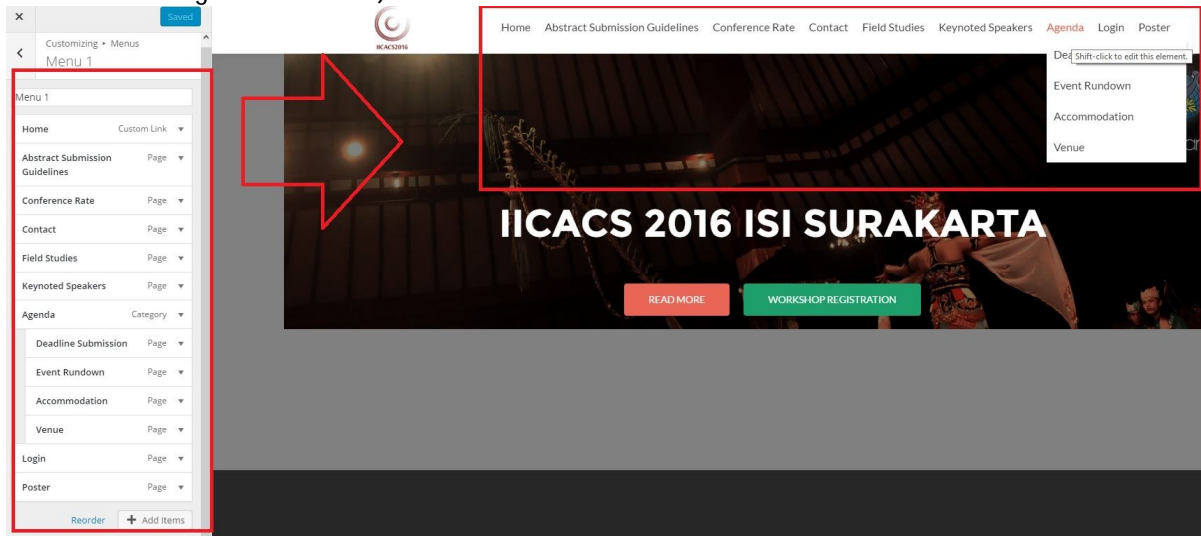 Saved
Customizing ▸ Menus
Menu 1
Menu 1
Home Custom Link
Abstract Submission Guidelines Page
Conference Rate Page
Contact Page
Field Studies Page
Keynoted Speakers Page
Agenda Category
Deadline Submission Page
Event Rundown Page
Accommodation Page
Venue Page
Login Page
Poster Page
Reorder + Add Items
IICACS2016
Home Abstract Submission Guidelines Conference Rate Contact Field Studies Keynoted Speakers Agenda Login Poster
Shift-click to edit this element.
Event Rundown
Accommodation
Venue
IICACS 2016 ISI SURAKARTA
READ MORE WORKSHOP REGISTRATION